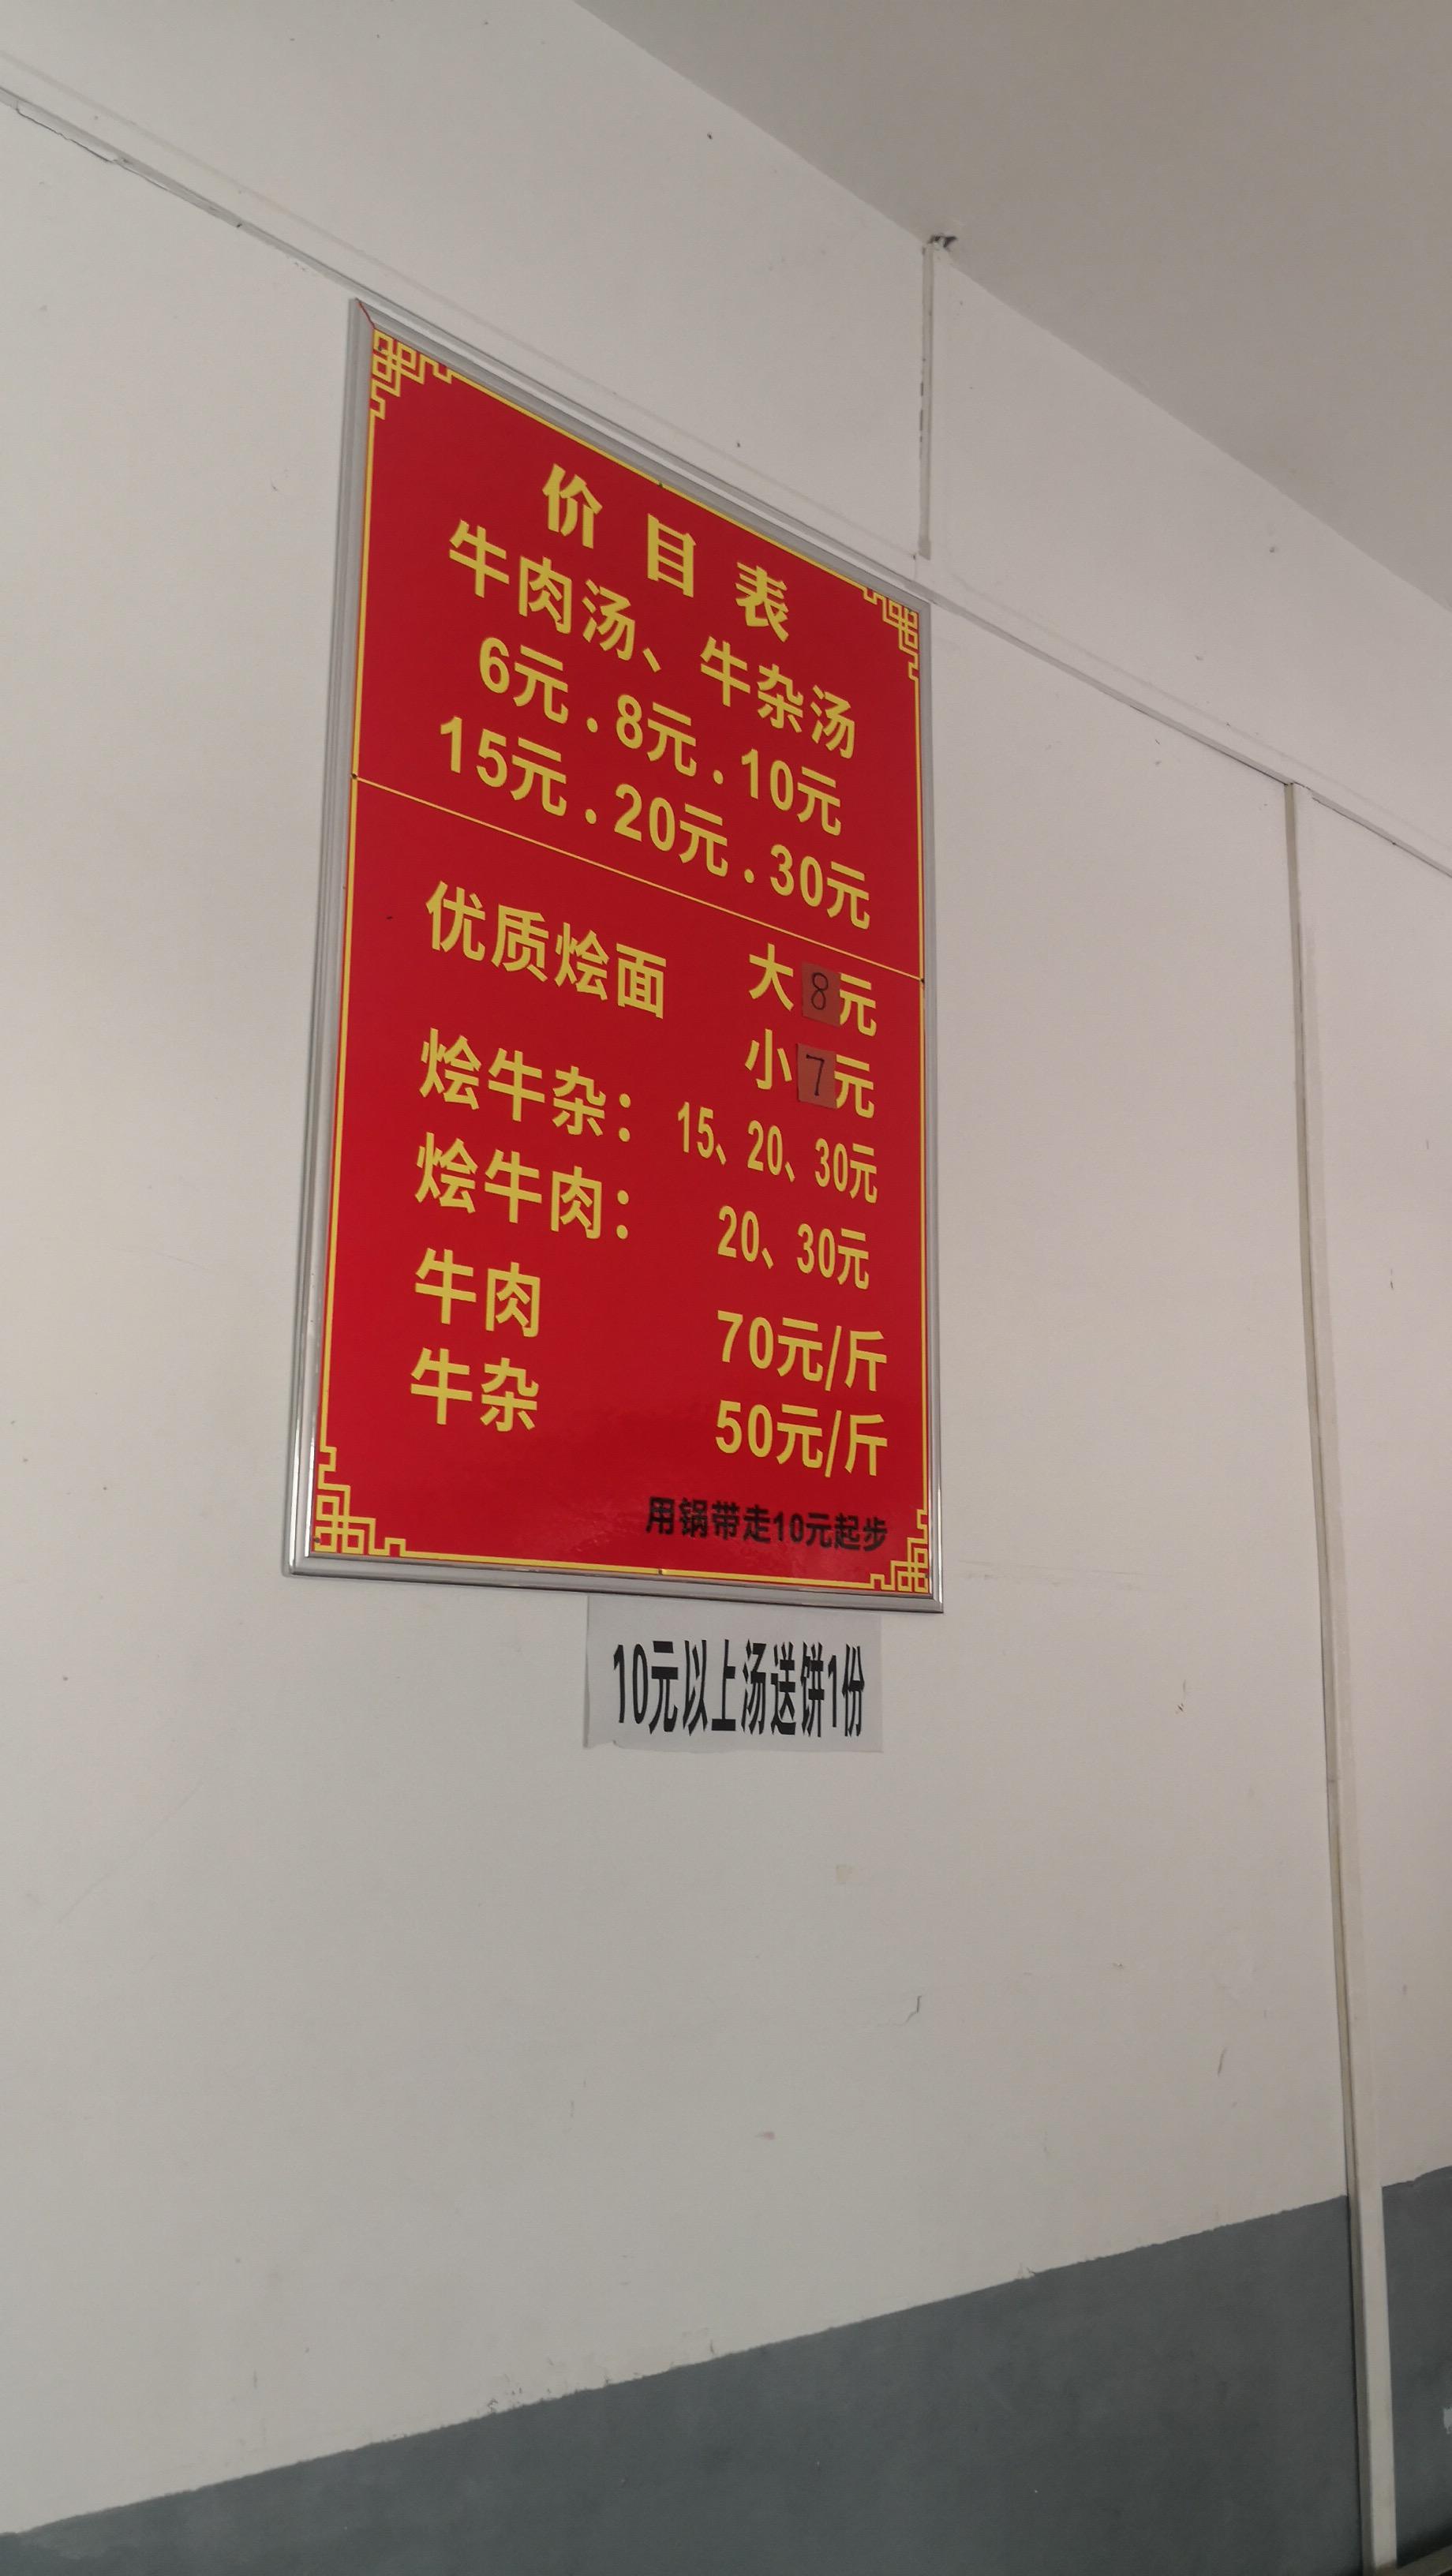 价目表
牛肉汤、牛杂汤
6元.8元.10元
15元.20元.30元
优质烩面 大8元
小7元
烩牛杂：15、20、30元
烩牛肉：20、30元
牛肉 70元/斤
牛杂 50元/斤
用锅带走10元起步
10元以上汤送饼1份